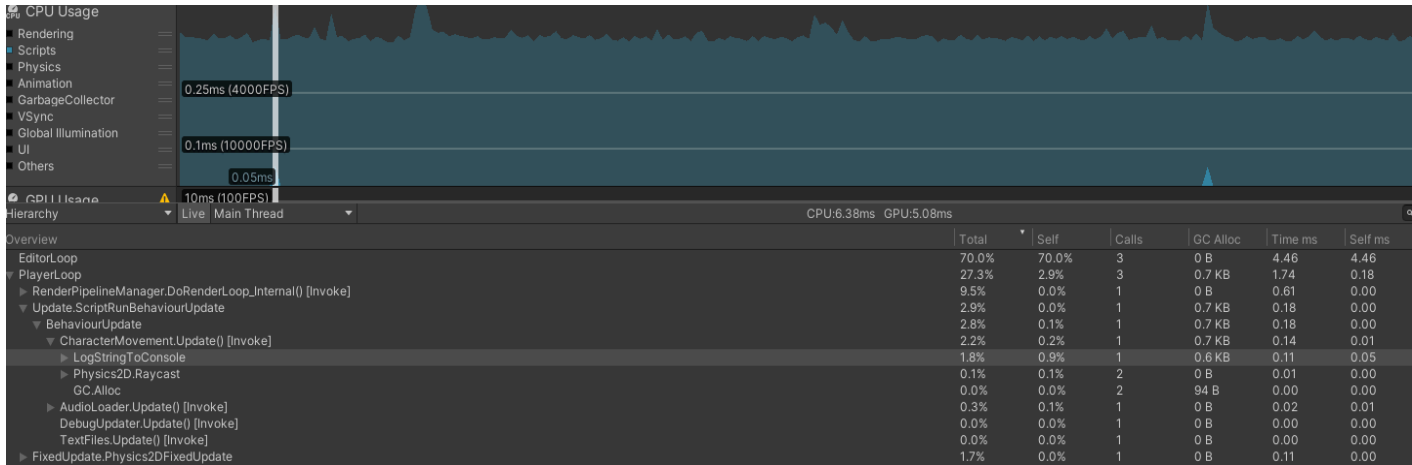 CPU CPU Usage
Rendering
Scripts
Physics
Animation
GarbageCollector
VSync
Global Illumination
UI
Others
0.25ms (4000FPS)
0.1ms (10000FPS)
0.05ms
GPU Usage 10ms (100FPS)
Hierarchy Live Main Thread CPU:6.38ms GPU:5.08ms
Overview Total Self Calls GC Alloc Time ms Self ms
EditorLoop 70.0% 70.0% 3 0 B 4.46 4.46
PlayerLoop 27.3% 2.9% 3 0.7 KB 1.74 0.18
RenderPipelineManager.DoRenderLoop_Internal() [Invoke] 9.5% 0.0% 1 0 B 0.61 0.00
Update.ScriptRunBehaviourUpdate 2.9% 0.0% 1 0.7 KB 0.18 0.00
BehaviourUpdate 2.8% 0.1% 1 0.7 KB 0.18 0.00
CharacterMovement.Update() [Invoke] 2.2% 0.2% 1 0.7 KB 0.14 0.01
LogStringToConsole 1.8% 0.9% 1 0.6 KB 0.11 0.05
Physics2D.Raycast 0.1% 0.1% 2 0 B 0.01 0.00
GC.Alloc 0.0% 0.0% 2 94 B 0.00 0.00
AudioLoader.Update() [Invoke] 0.3% 0.1% 1 0 B 0.02 0.01
DebugUpdater.Update() [Invoke] 0.0% 0.0% 1 0 B 0.00 0.00
TextFiles.Update() [Invoke] 0.0% 0.0% 1 0 B 0.00 0.00
FixedUpdate.Physics2DFixedUpdate 1.7% 0.0% 1 0 B 0.11 0.00